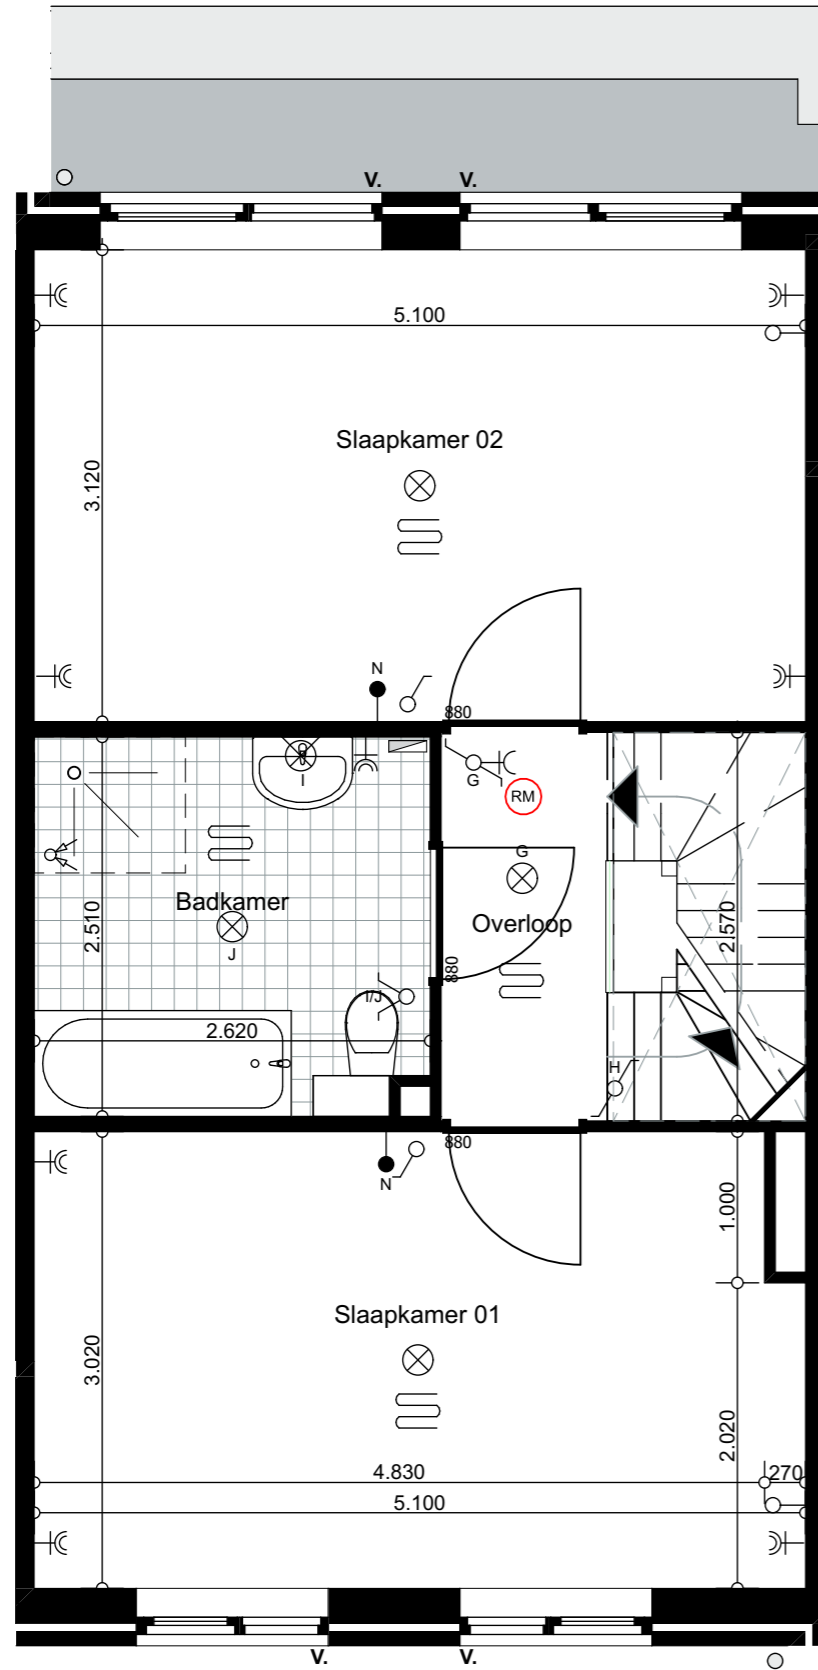 V. V.
5.100
Slaapkamer 02
3.120
N
880
G
RM
I
G
Badkamer
Overloop
J
2.510
2.570
880
I/J
2.620
H
880
N
1.000
Slaapkamer 01
3.020
2.020
4.830
270
5.100
V. V.